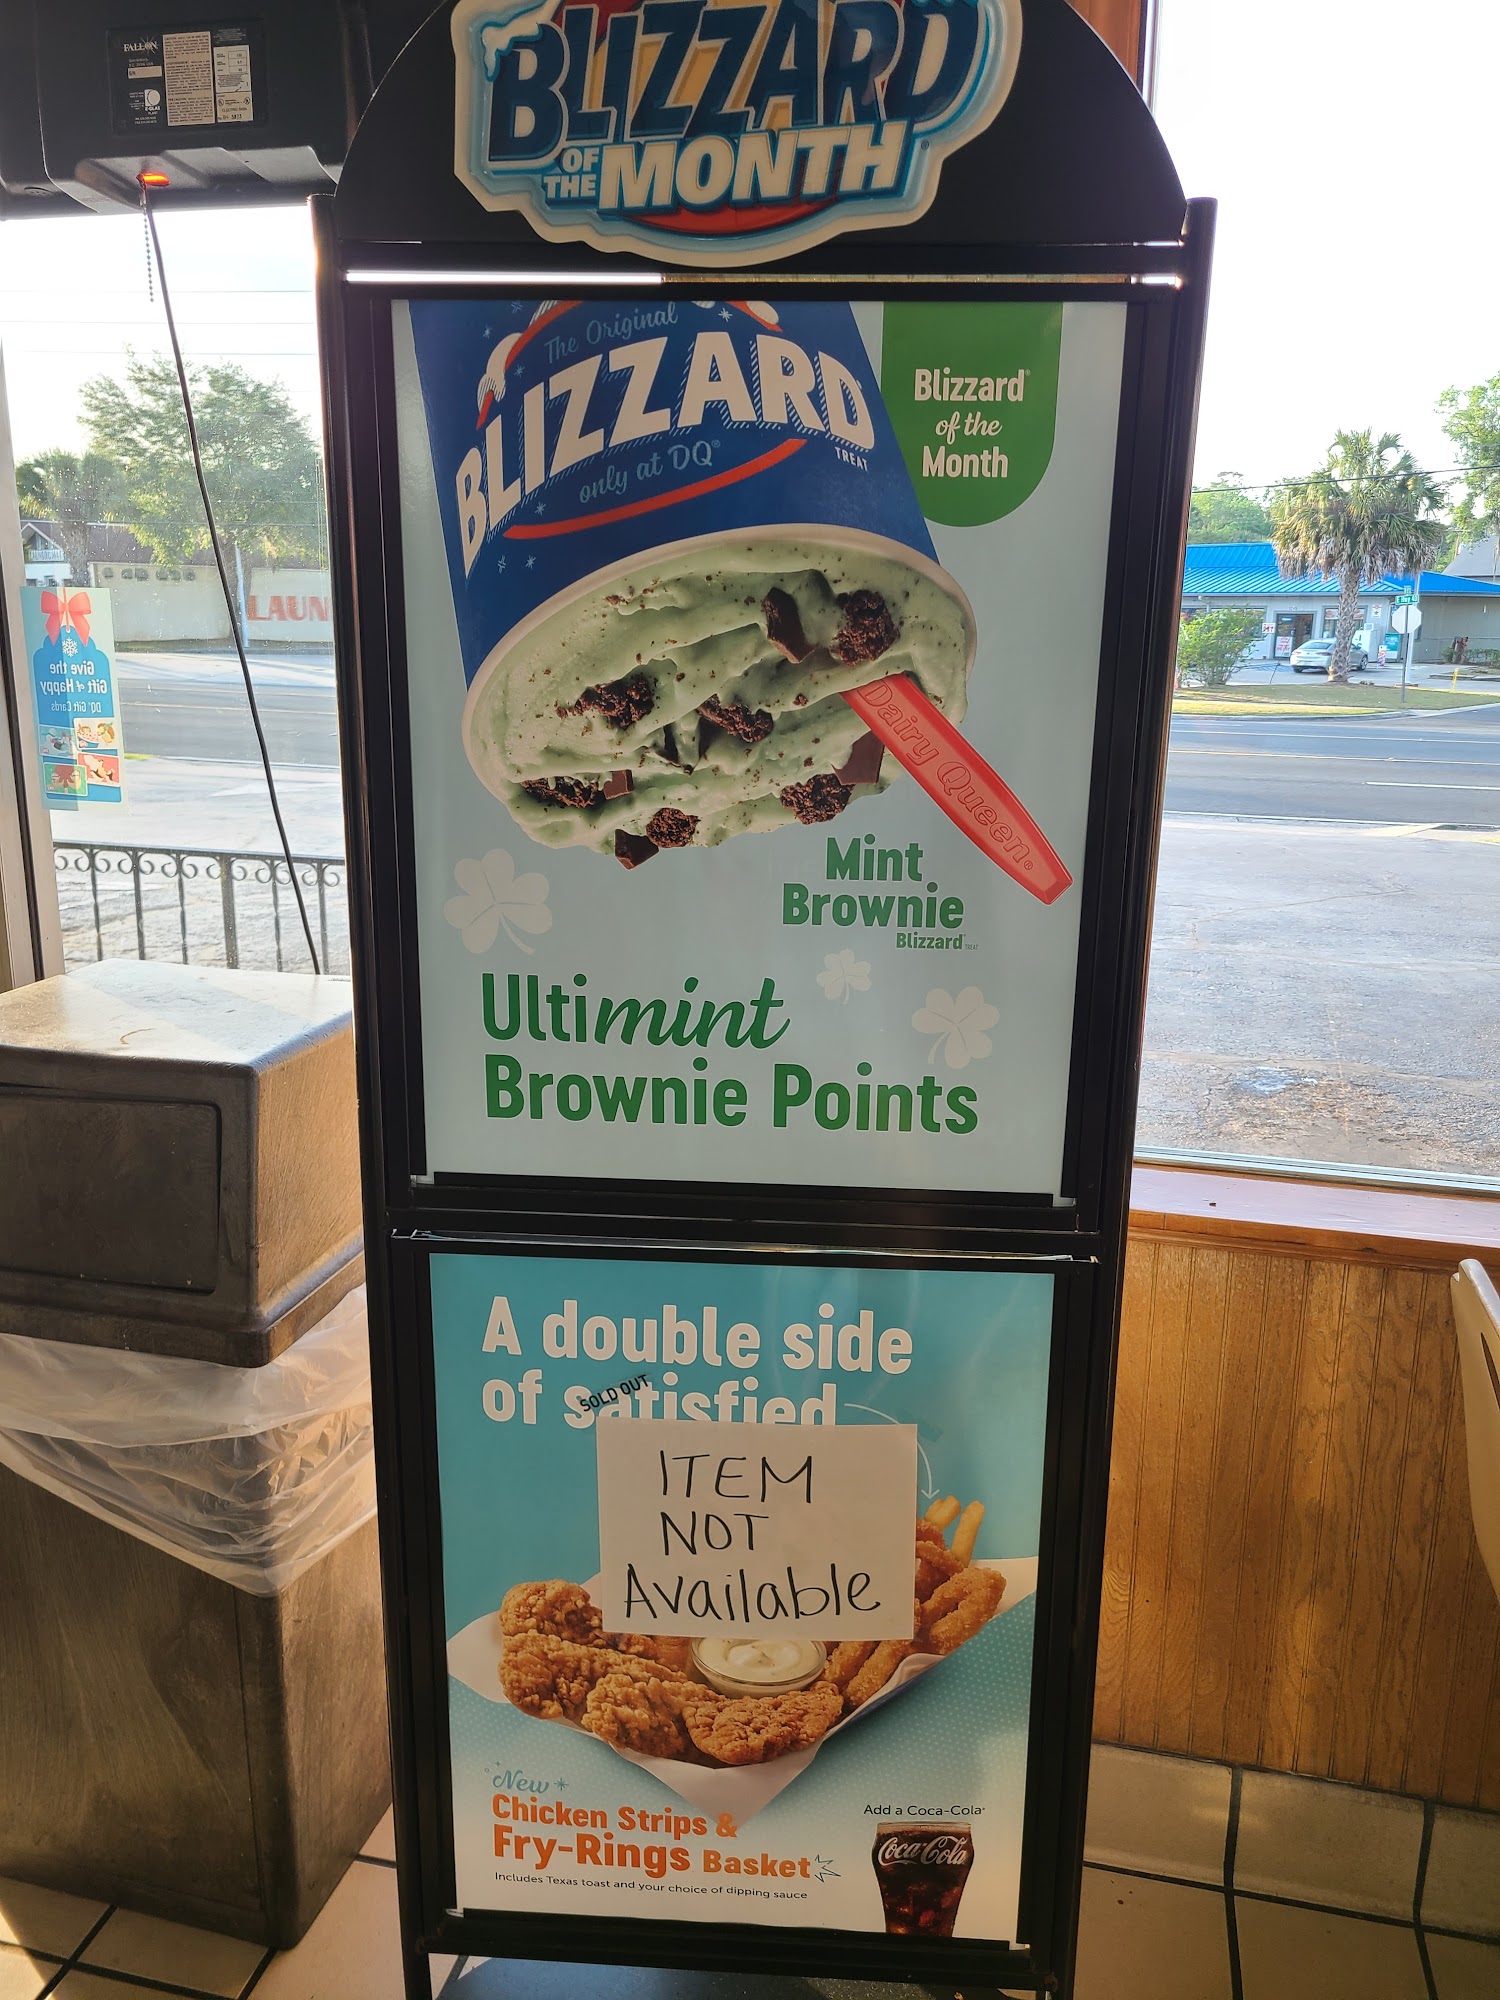 BLIZZARD
OF
THE MONTH
The Original
BLIZZARD
only at DQ®
TREAT
Blizzard®
of the
Month
Dairy Queen®
Mint
Brownie
Blizzard®
TREAT
Ultimint
Brownie Points
A double side
of satisfied
SOLD OUT
ITEM
NOT
Available
New
Chicken Strips &
Fry-Rings Basket
Includes Texas toast and your choice of dipping sauce
Add a Coca-Cola®
Coca-Cola
FALLON
Give the
Gift of Happy
DQ® Gift Cards
LAUN